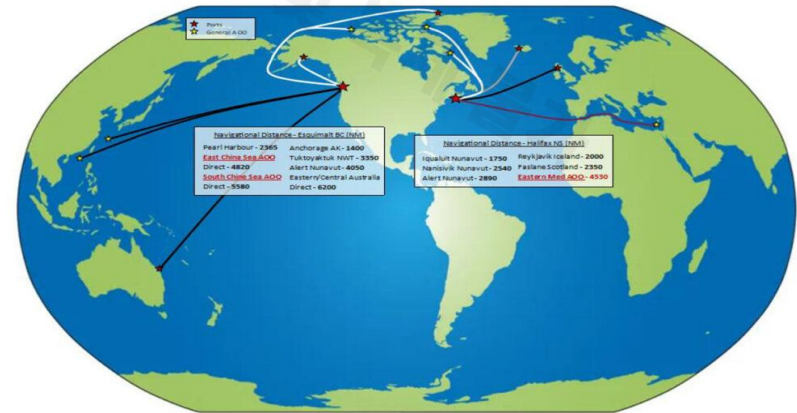 Ports
General AOO
Navigational Distance - Esquimalt BC (NM)
Pearl Harbour - 2365
East China Sea AOO
Direct - 4820
South China Sea AOO
Direct - 5580
Anchorage AK - 1400
Tuktoyaktuk NWT - 3350
Alert Nunavut - 4050
Eastern/Central Australia
Direct - 6200
Navigational Distance - Halifax NS (NM)
Iqualuit Nunavut - 1750
Nanisivik Nunavut - 2540
Alert Nunavut - 2890
Reykjavik Iceland - 2000
Faslane Scotland - 2350
Eastern Med AOO - 4530